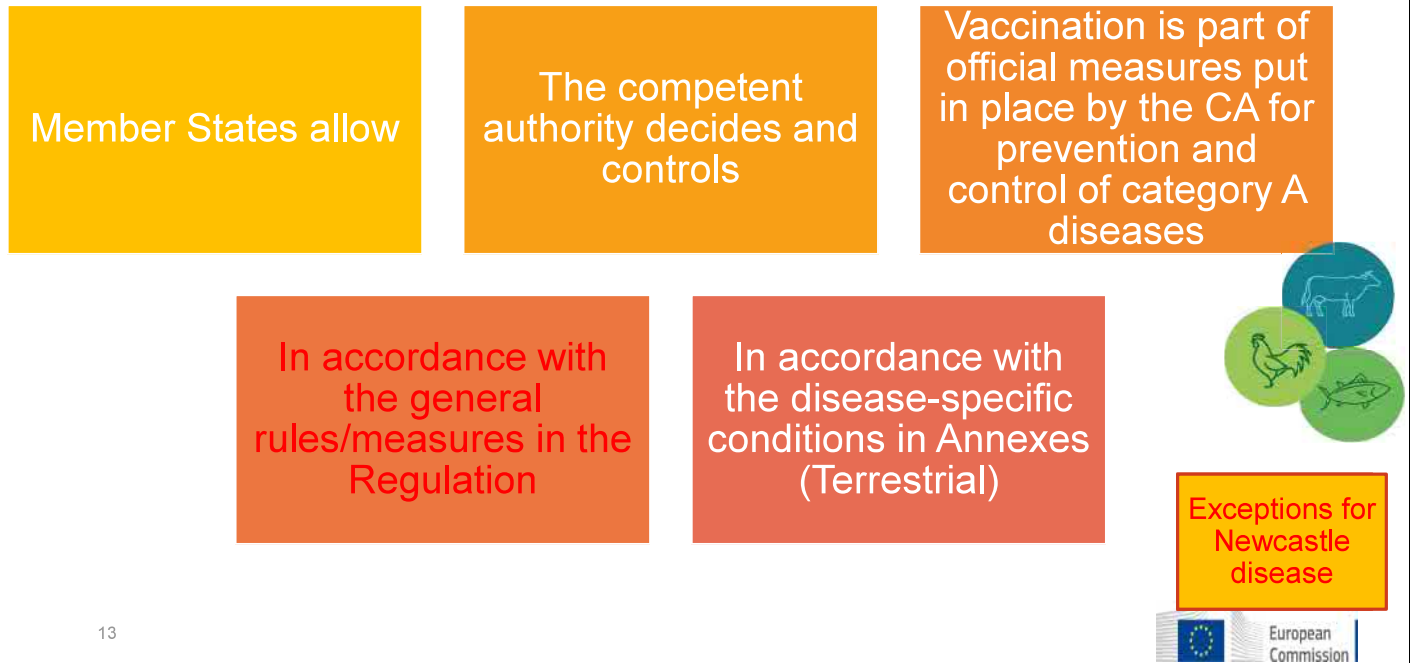 Member States allow
The competent
authority decides and
controls
Vaccination is part of
official measures put
in place by the CA for
prevention and
control of category A
diseases
In accordance with
the general
rules/measures in the
Regulation
In accordance with
the disease-specific
conditions in Annexes
(Terrestrial)
Exceptions for
Newcastle
disease
13
European
Commission